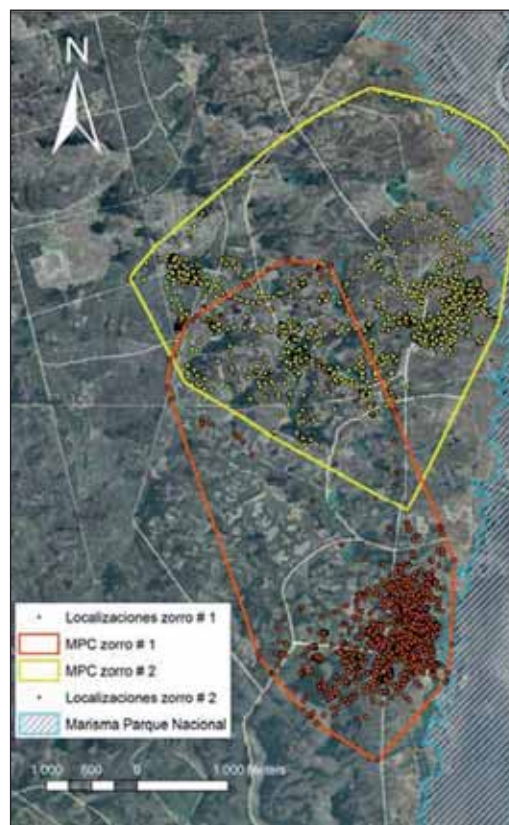 N
Localizaciones zorro # 1
MPC zorro # 1
MPC zorro # 2
Localizaciones zorro # 2
Marisma Parque Nacional
1.000 500 0 1.000 Meters